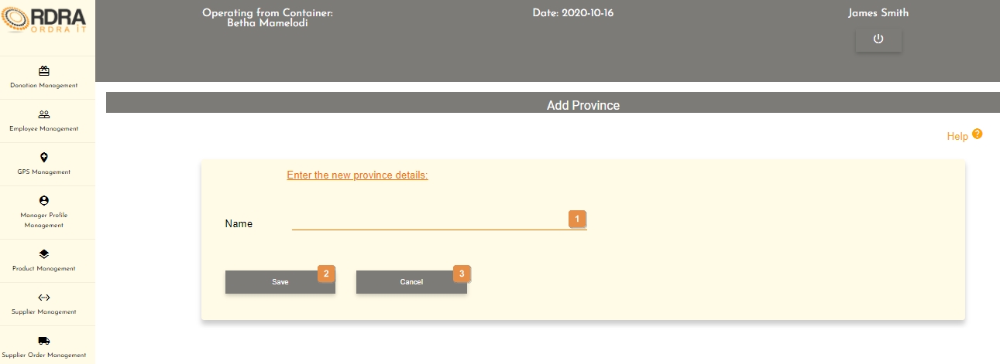 RDRA
ORDRA IT
Operating from Container:
Betha Mamelodi
Date: 2020-10-16
James Smith
Donation Management
Employee Management
GPS Management
Manager Profile
Management
Product Management
Supplier Management
Supplier Order Management
Add Province
Help ?
Enter the new province details:
Name 1
Save 2 Cancel 3